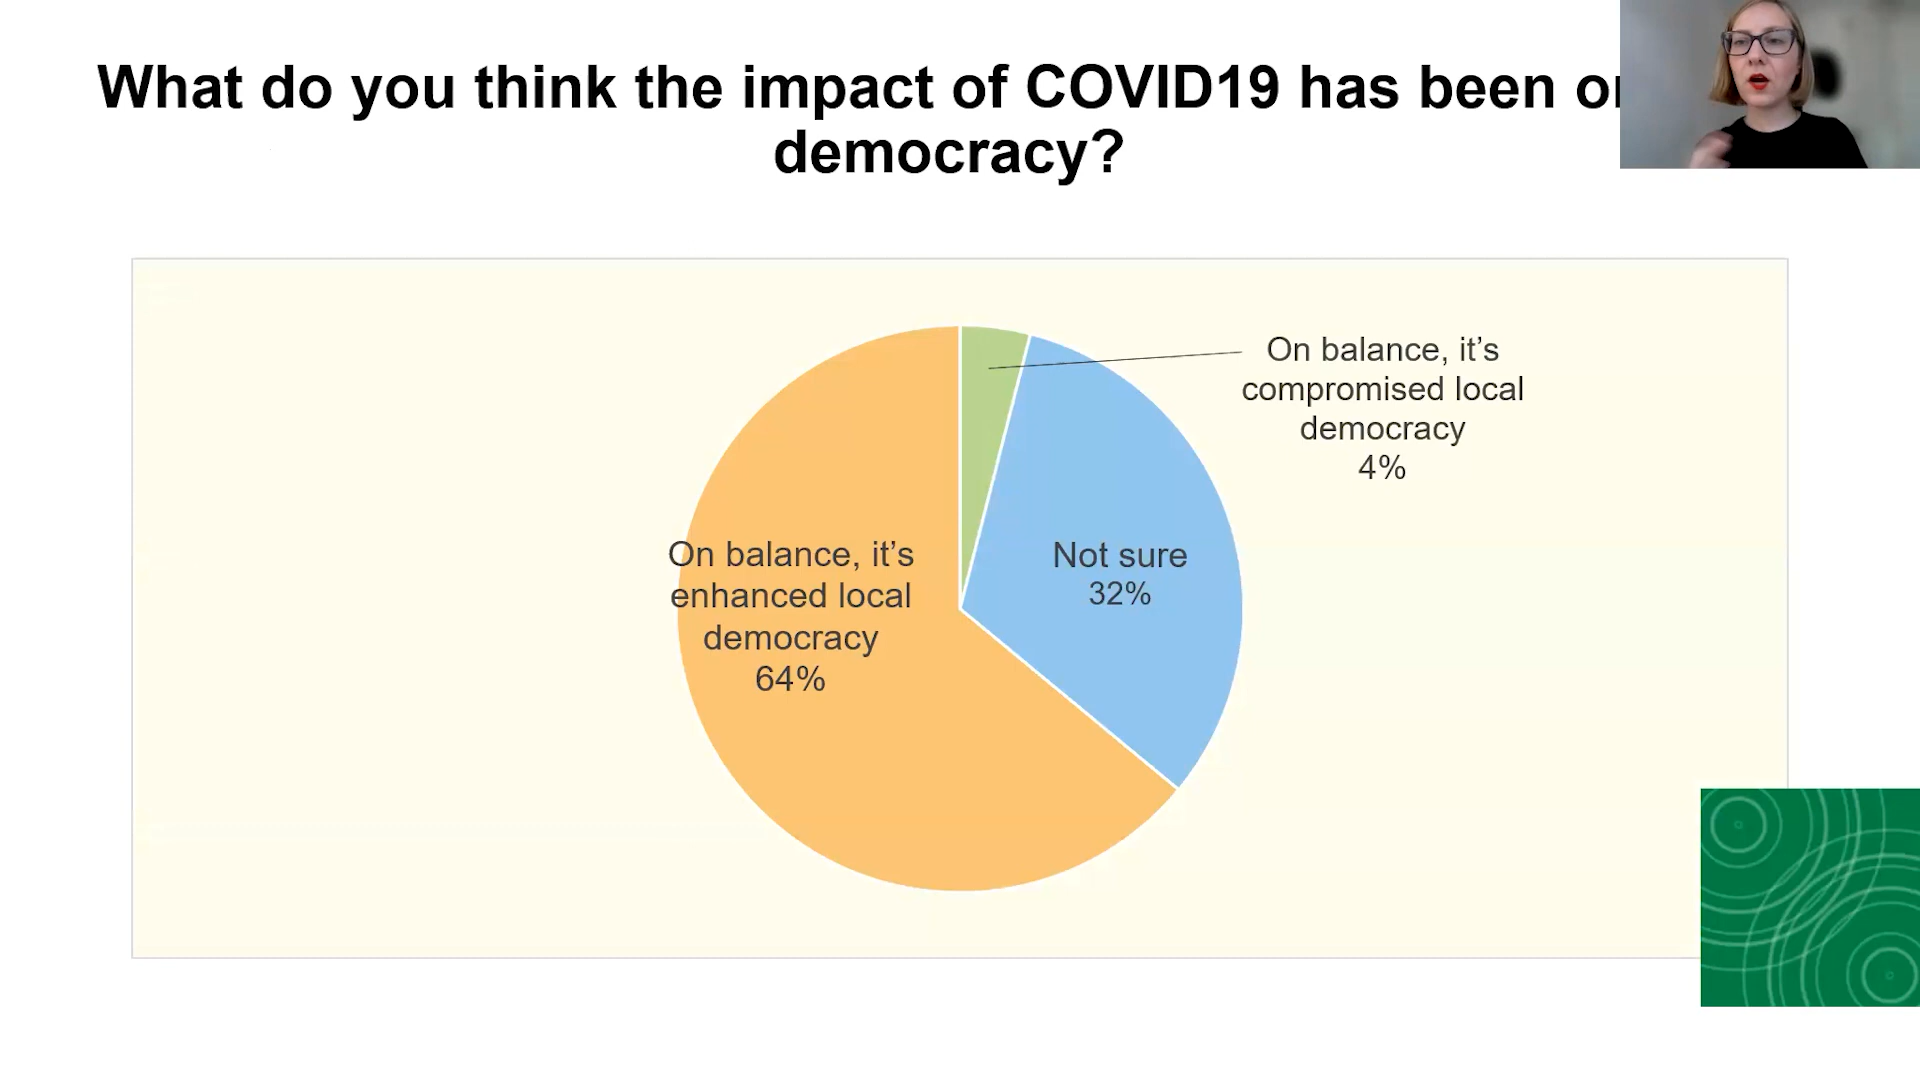 What do you think the impact of COVID19 has been
democracy?
On balance, it’s
compromised local
democracy
4%
Not sure
32%
On balance, it’s
enhanced local
democracy
64%